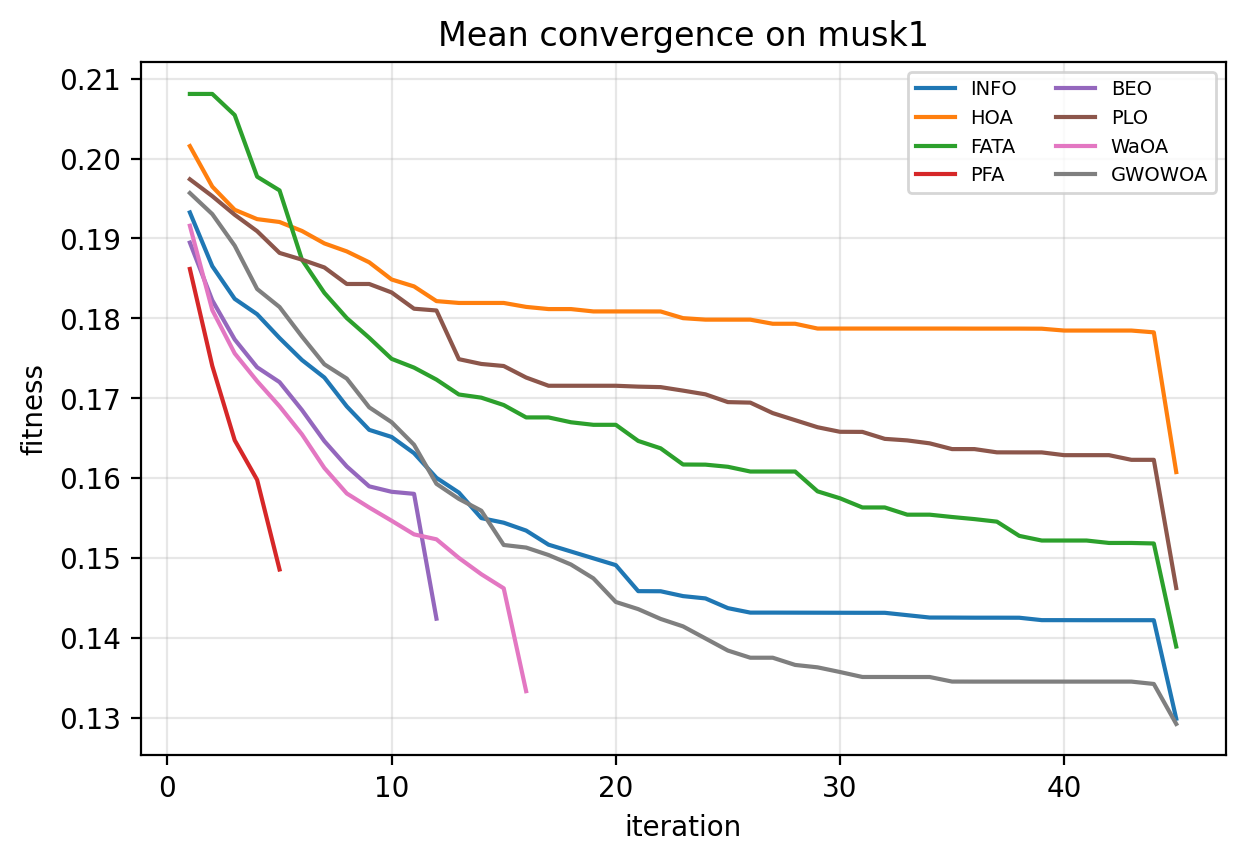 Mean convergence on musk1
INFO
HOA
FATA
PFA
BEO
PLO
WaOA
GWOWOA
fitness
0.21
0.20
0.19
0.18
0.17
0.16
0.15
0.14
0.13
0 10 20 30 40
iteration